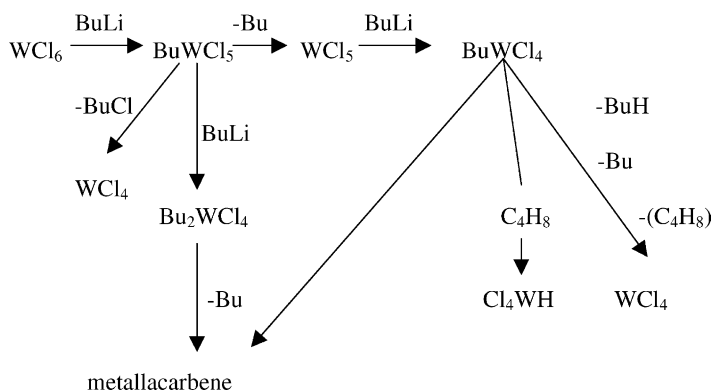 BuLi -Bu BuLi
WCl₆ BuWCl₅ WCl₅ BuWCl₄
-BuCl -BuH
BuLi
-Bu
WCl₄
Bu₂WCl₄ C₄H₈ -(C₄H₈)
-Bu Cl₄WH WCl₄
metallacarbene